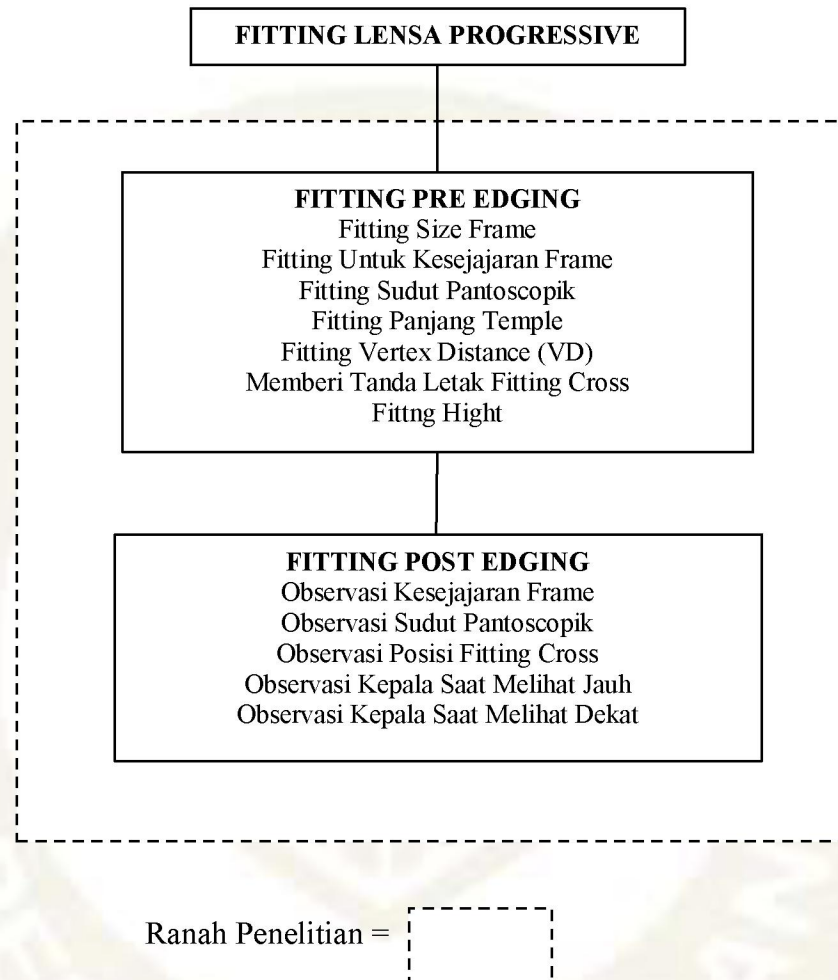 FITTING LENSA PROGRESSIVE
FITTING PRE EDGING
Fitting Size Frame
Fitting Untuk Kesejajaran Frame
Fitting Sudut Pantoscopik
Fitting Panjang Temple
Fitting Vertex Distance (VD)
Memberi Tanda Letak Fitting Cross
Fittng Hight
FITTING POST EDGING
Observasi Kesejajaran Frame
Observasi Sudut Pantoscopik
Observasi Posisi Fitting Cross
Observasi Kepala Saat Melihat Jauh
Observasi Kepala Saat Melihat Dekat
Ranah Penelitian =